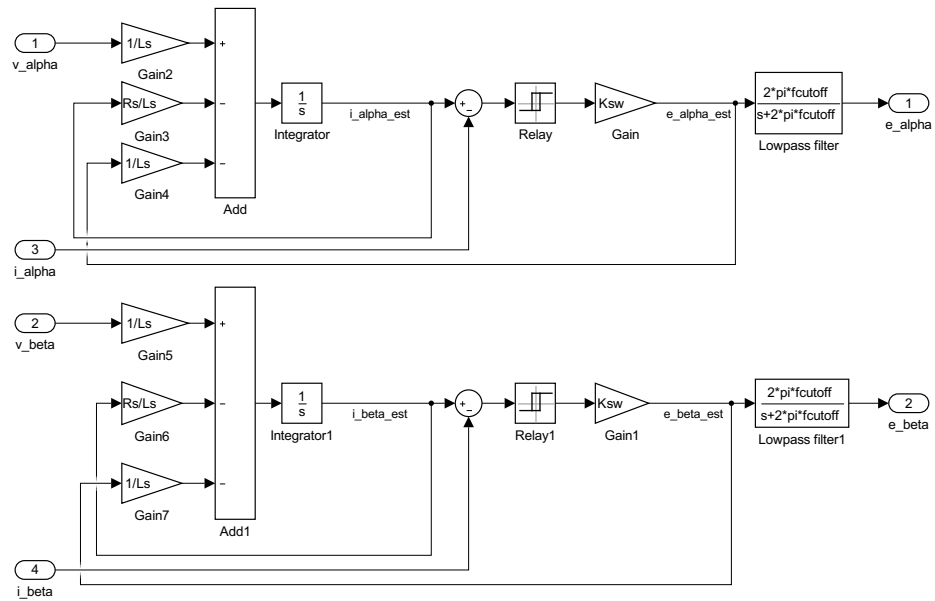 1
v_alpha
1/Ls
Gain2
+
Rs/Ls
−
Gain3
1/Ls
−
Gain4
Add
1
s
Integrator
i_alpha_est
+
−
Relay
Ksw
Gain
e_alpha_est
2*pi*fcutoff
s+2*pi*fcutoff
Lowpass filter
1
e_alpha
3
i_alpha
2
v_beta
1/Ls
Gain5
+
Rs/Ls
−
Gain6
1/Ls
−
Gain7
Add1
1
s
Integrator1
i_beta_est
+
−
Relay1
Ksw
Gain1
e_beta_est
2*pi*fcutoff
s+2*pi*fcutoff
Lowpass filter1
2
e_beta
4
i_beta